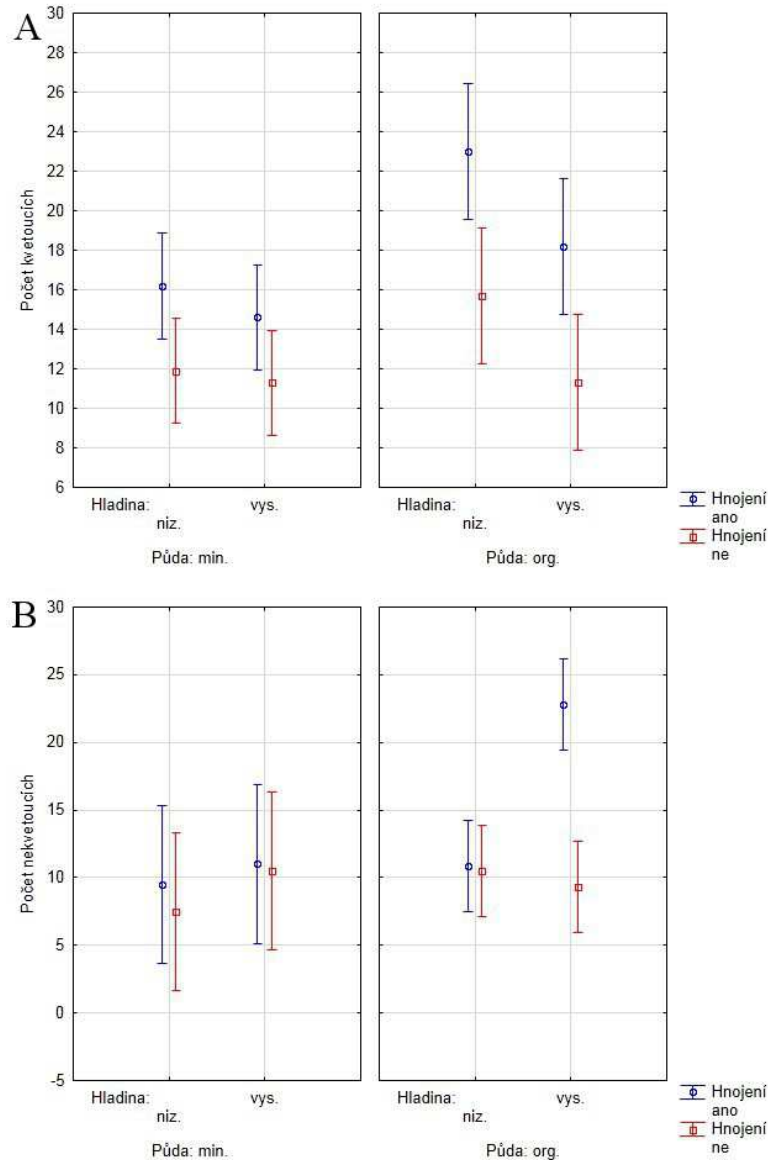 A
30
28
26
24
22
20
18
16
14
12
10
8
6
Počet kvetoucích
Hladina: niz. vys.
Půda: min.
Hladina: niz. vys.
Půda: org.
Hnojení
ano
Hnojení
ne
B
30
25
20
15
10
5
0
-5
Počet nekvetoucích
Hladina: niz. vys.
Půda: min.
Hladina: niz. vys.
Půda: org.
Hnojení
ano
Hnojení
ne